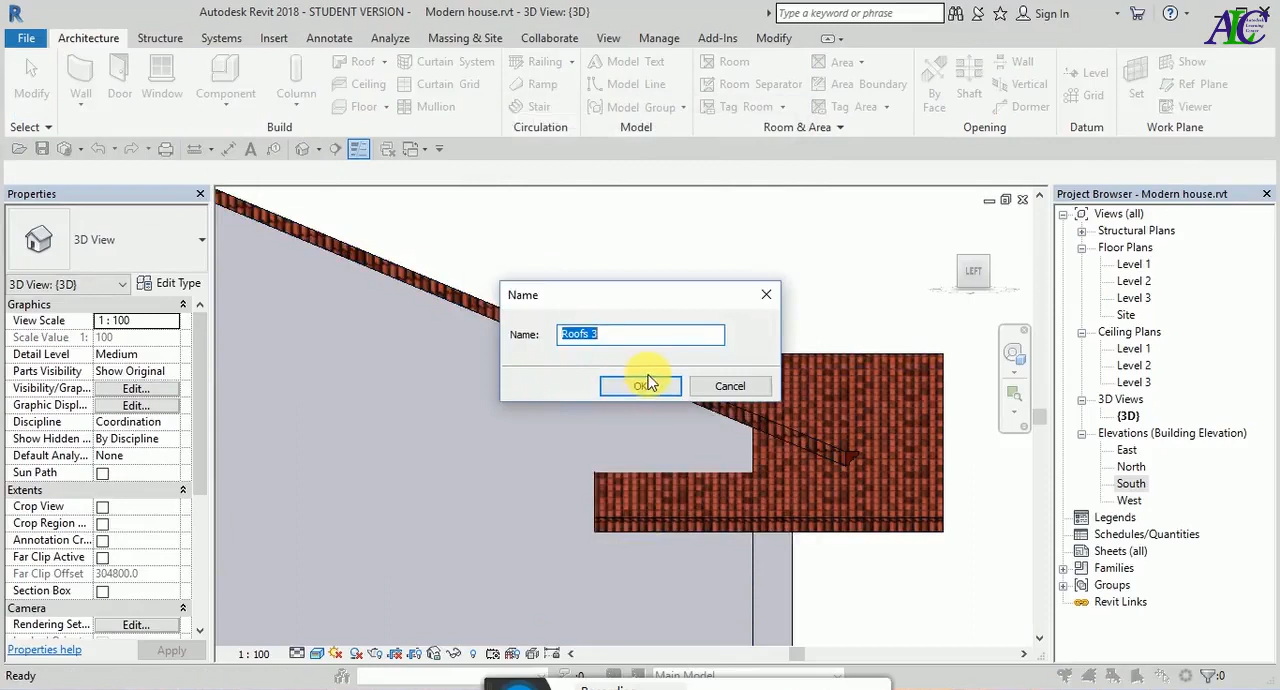 Autodesk Revit 2018 - STUDENT VERSION - Modern house.rvt - 3D View: {3D}
Type a keyword or phrase
Sign In
ALC
File Architecture Structure Systems Insert Annotate Analyze Massing & Site View Manage Add-Ins Modify
Modify Wall Door Window Component Column
Roof Ceiling Floor
Curtain System Curtain Grid Mullion
Railing Ramp Stair
Model Text Model Line Model Group
Room Room Separator Tag Room
Area Area Boundary Tag Area
By Face Shaft
Wall Vertical Dormer
Level Grid
Set Show Ref Plane Viewer
Select Build Circulation Model Room & Area Opening Datum Work Plane
Properties
3D View
3D View: {3D} Edit Type
Graphics
View Scale 1 : 100
Scale Value 1: 100
Detail Level Medium
Parts Visibility Show Original
Visibility/Grap... Edit...
Graphic Displ... Edit...
Discipline Coordination
Show Hidden ... By Discipline
Default Analy... None
Sun Path
Extents
Crop View
Crop Region ...
Annotation Cr...
Far Clip Active
Far Clip Offset 304800.0
Section Box
Camera
Rendering Set... Edit...
Properties help Apply
Name
Name: Roofs 3
OK Cancel
LEFT
1 : 100
Project Browser - Modern house.rvt
Views (all)
Structural Plans
Floor Plans
Level 1
Level 2
Level 3
Site
Ceiling Plans
Level 1
Level 2
Level 3
3D Views
{3D}
Elevations (Building Elevation)
East
North
South
West
Legends
Schedules/Quantities
Sheets (all)
Families
Groups
Revit Links
Ready
:0
Main Model
:0